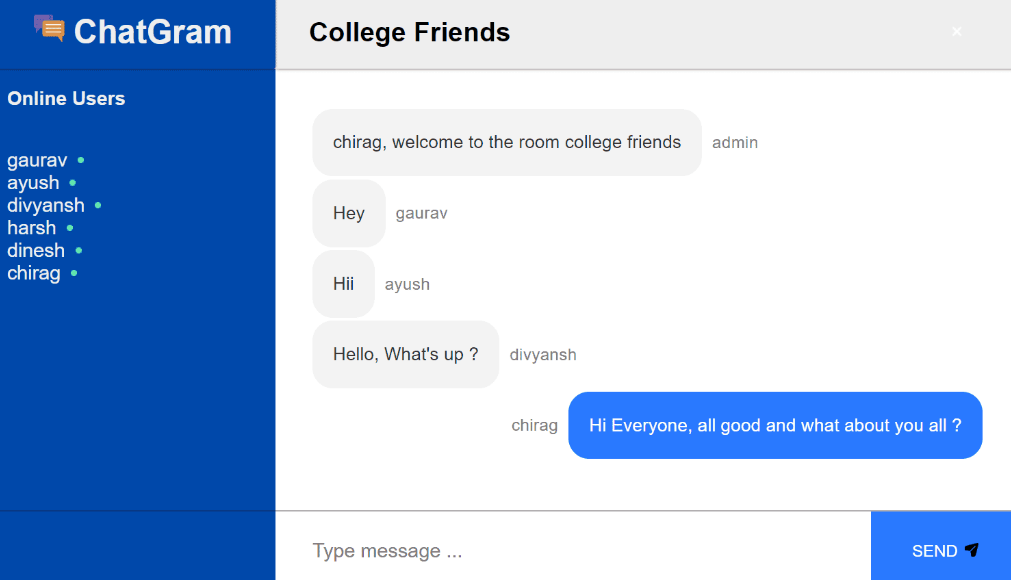 ChatGram
Online Users
gaurav
ayush
divyansh
harsh
dinesh
chirag
College Friends
×
chirag, welcome to the room college friends admin
Hey gaurav
Hii ayush
Hello, What's up ? divyansh
chirag Hi Everyone, all good and what about you all ?
Type message ...
SEND